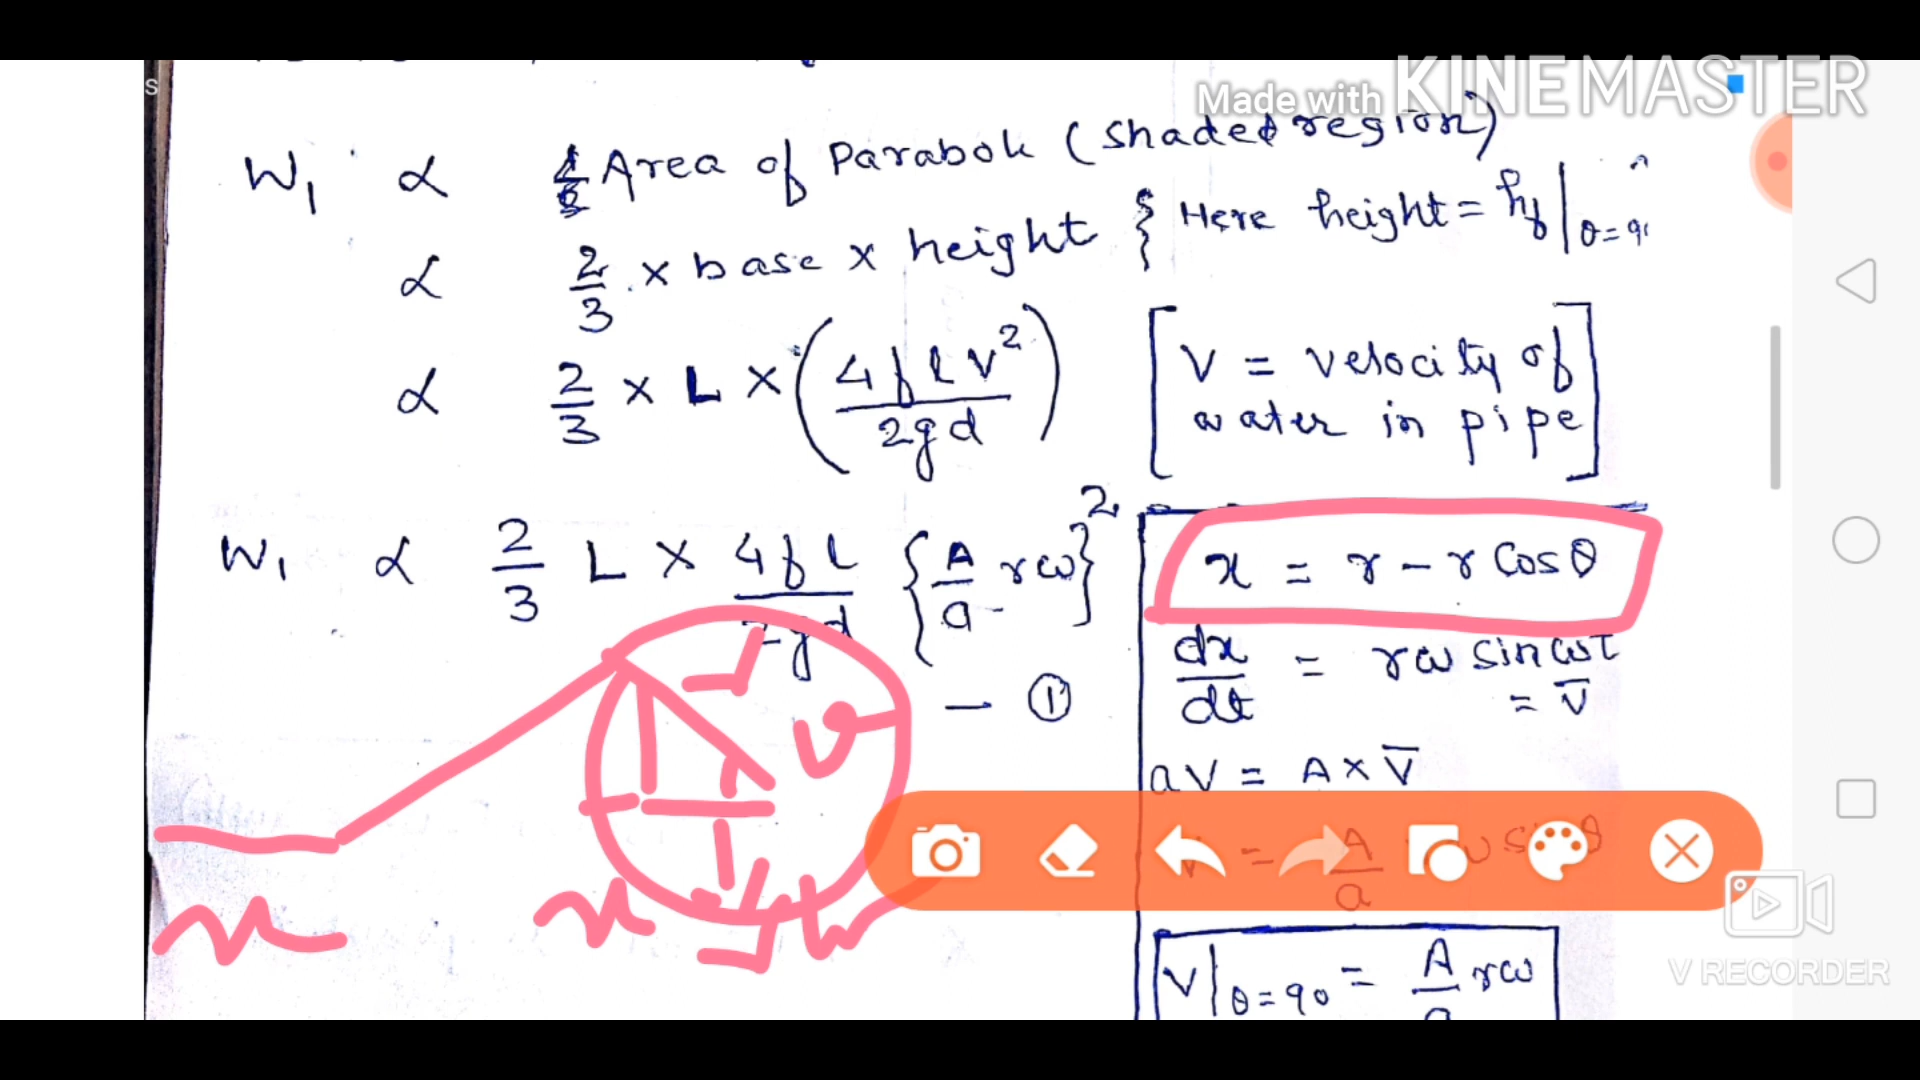 S
Made with KINEMASTER
W₁ ∝ Area of Parabola (shaded region)
∝ 2/3 × base × height } Here height = hf|θ=90
∝ 2/3 × L × (4flv²/2gd) [V = velocity of
water in pipe]
W₁ ∝ 2/3 L × 4fl/2gd {A/a rω}² — ①
x = r - r Cosθ
dx/dt = rω sin ωt
= V̅
aV = A × V̅
= A/a
V|θ=90 = A/a rω
V RECORDER